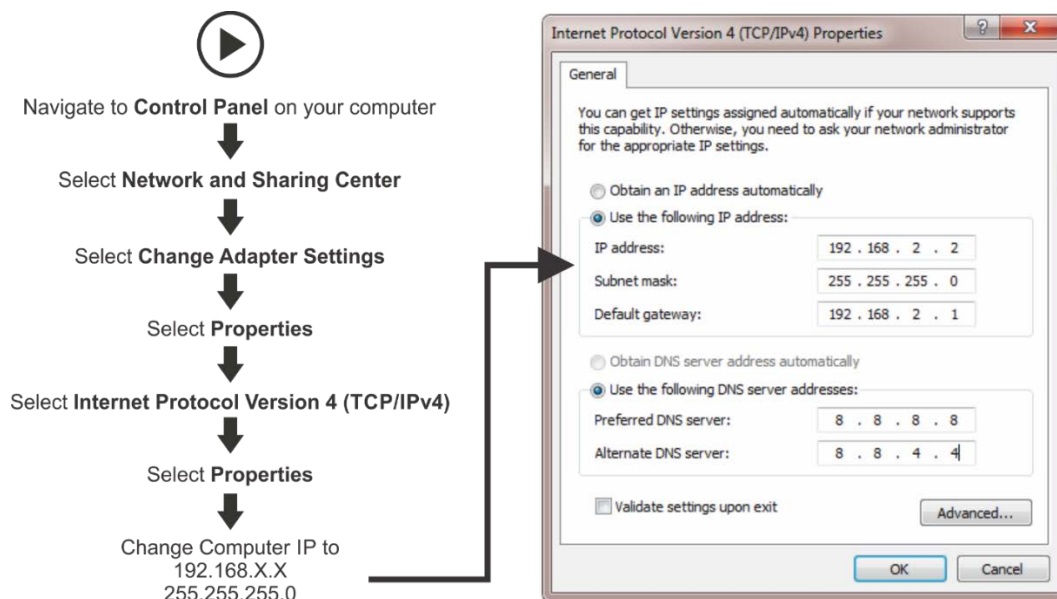 Navigate to Control Panel on your computer
Select Network and Sharing Center
Select Change Adapter Settings
Select Properties
Select Internet Protocol Version 4 (TCP/IPv4)
Select Properties
Change Computer IP to
192.168.X.X
255.255.255.0
Internet Protocol Version 4 (TCP/IPv4) Properties
?
X
General
You can get IP settings assigned automatically if your network supports
this capability. Otherwise, you need to ask your network administrator
for the appropriate IP settings.
Obtain an IP address automatically
Use the following IP address:
IP address: 192 . 168 . 2 . 2
Subnet mask: 255 . 255 . 255 . 0
Default gateway: 192 . 168 . 2 . 1
Obtain DNS server address automatically
Use the following DNS server addresses:
Preferred DNS server: 8 . 8 . 8 . 8
Alternate DNS server: 8 . 8 . 4 . 4
Validate settings upon exit
Advanced...
OK
Cancel